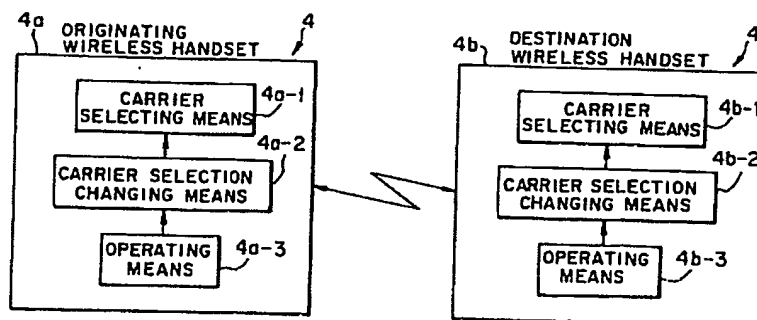 4a
ORIGINATING
WIRELESS HANDSET
4
CARRIER
SELECTING MEANS
4a-1
4a-2
CARRIER SELECTION
CHANGING MEANS
OPERATING
MEANS
4a-3
4b
DESTINATION
WIRELESS HANDSET
4
CARRIER
SELECTING MEANS
4b-1
4b-2
CARRIER SELECTION
CHANGING MEANS
OPERATING
MEANS
4b-3